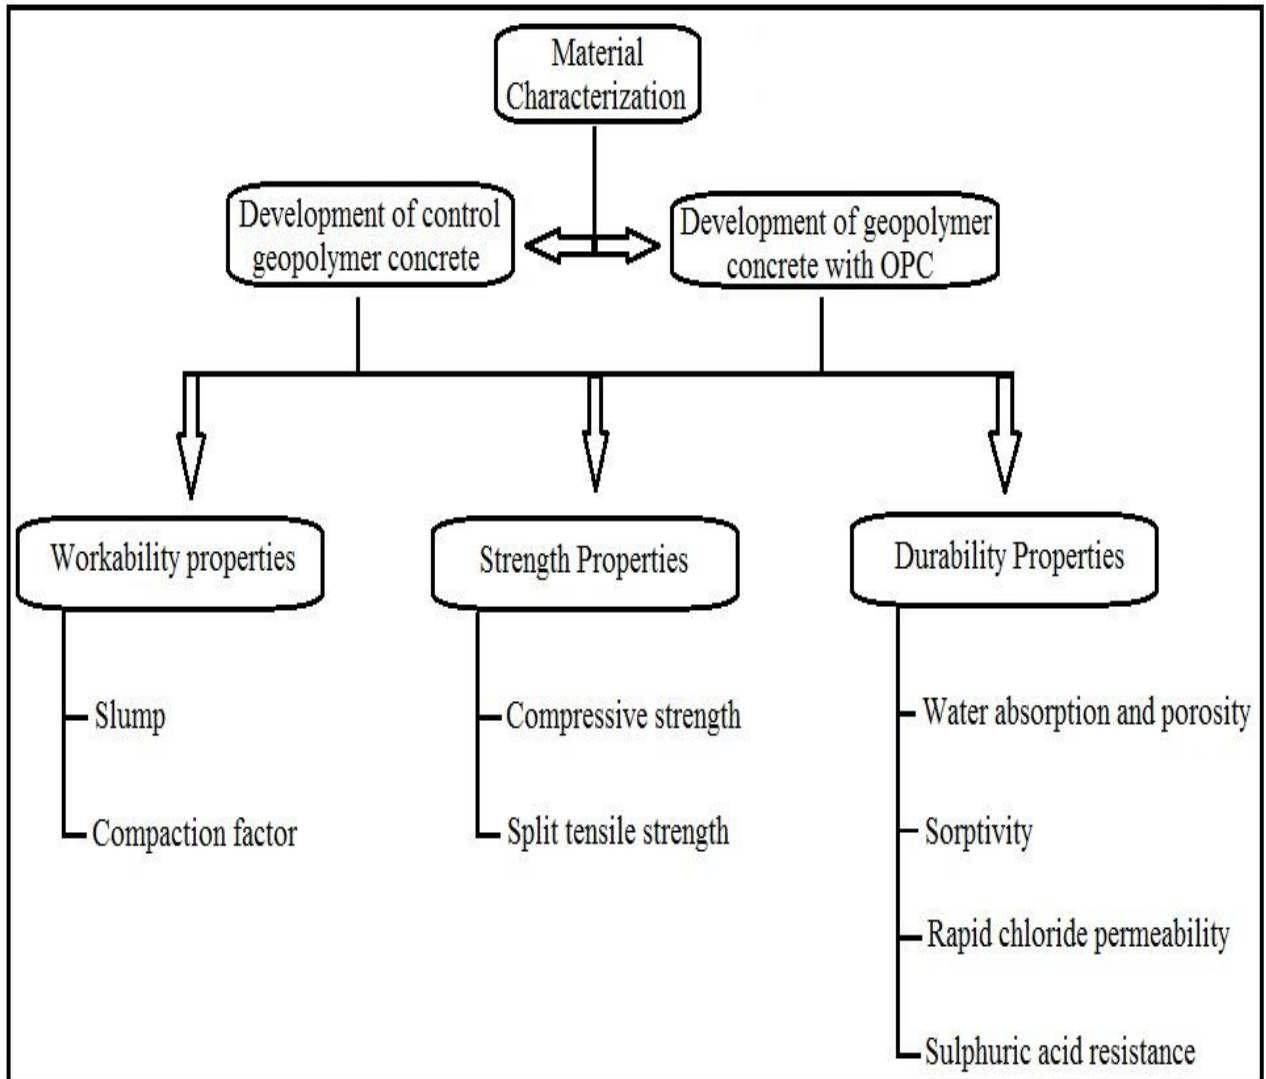 Material
Characterization
Development of control
geopolymer concrete
Development of geopolymer
concrete with OPC
Workability properties
Slump
Compaction factor
Strength Properties
Compressive strength
Split tensile strength
Durability Properties
Water absorption and porosity
Sorptivity
Rapid chloride permeability
Sulphuric acid resistance